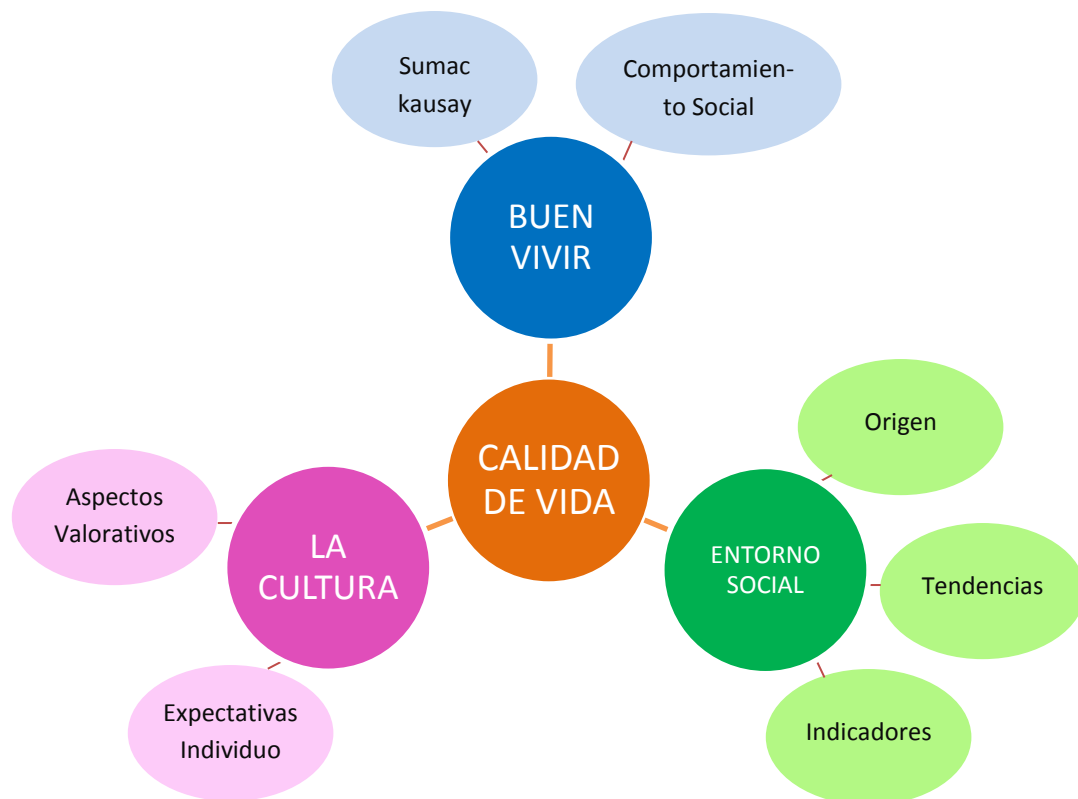 Sumac
kausay
Comportamien-
to Social
BUEN
VIVIR
CALIDAD
DE VIDA
Origen
Aspectos
Valorativos
LA
CULTURA
ENTORNO
SOCIAL
Tendencias
Expectativas
Individuo
Indicadores